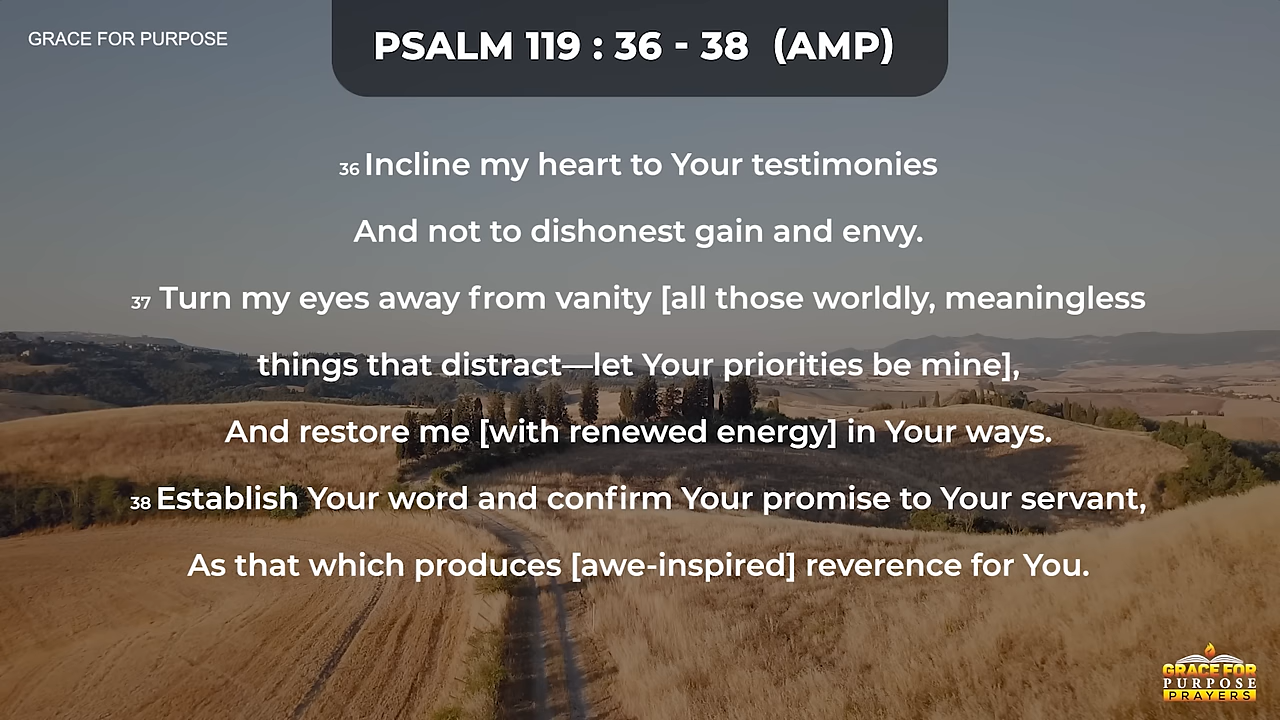 GRACE FOR PURPOSE
PSALM 119 : 36 - 38 (AMP)
36 Incline my heart to Your testimonies
And not to dishonest gain and envy.
37 Turn my eyes away from vanity [all those worldly, meaningless
things that distract—let Your priorities be mine],
And restore me [with renewed energy] in Your ways.
38 Establish Your word and confirm Your promise to Your servant,
As that which produces [awe-inspired] reverence for You.
GRACE FOR
PURPOSE
PRAYERS